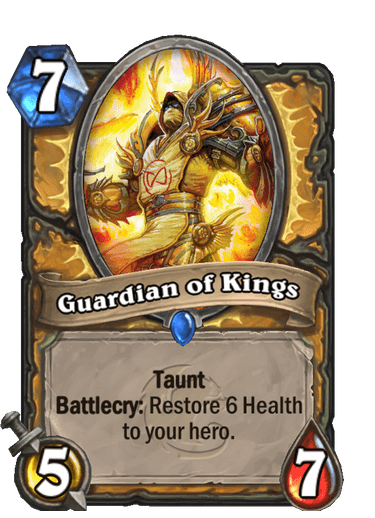 7
Guardian of Kings
Taunt
Battlecry: Restore 6 Health
to your hero.
5
7